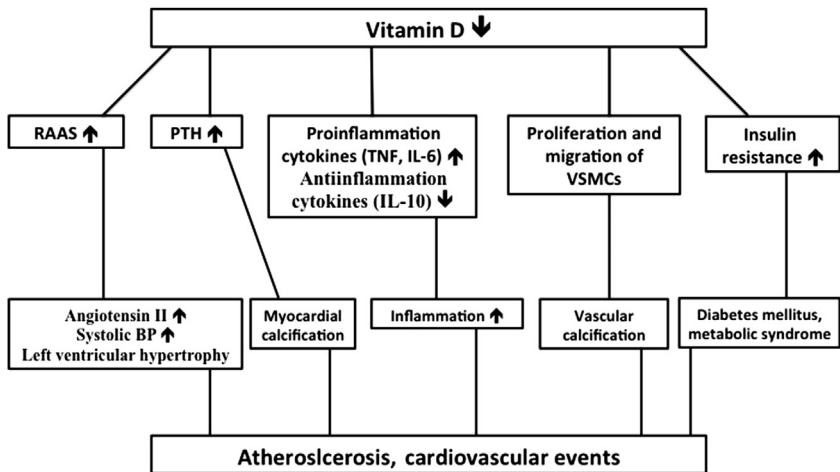 Vitamin D 🡻
RAAS 🡹
PTH 🡹
Proinflammation
cytokines (TNF, IL-6) 🡹
Antiinflammation
cytokines (IL-10) 🡻
Proliferation and
migration of
VSMCs
Insulin
resistance 🡹
Angiotensin II 🡹
Systolic BP 🡹
Left ventricular hypertrophy
Myocardial
calcification
Inflammation 🡹
Vascular
calcification
Diabetes mellitus,
metabolic syndrome
Atheroslcerosis, cardiovascular events